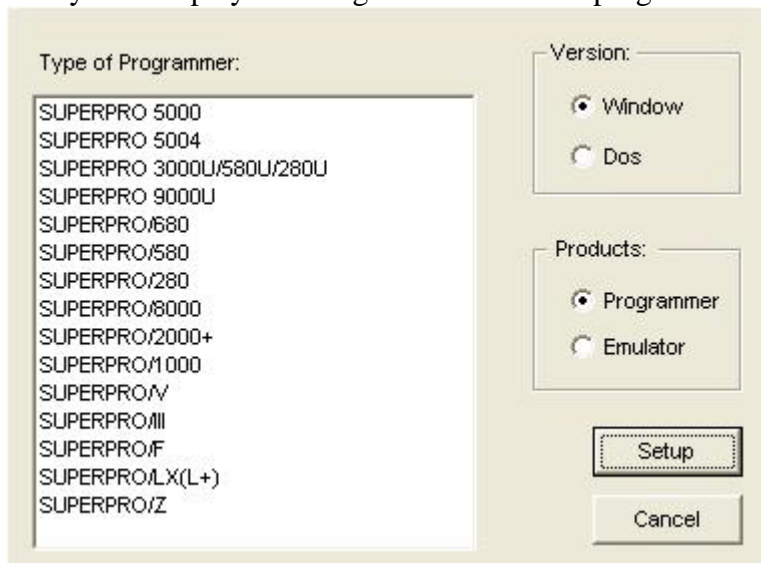 Type of Programmer:
SUPERPRO 5000
SUPERPRO 5004
SUPERPRO 3000U/580U/280U
SUPERPRO 9000U
SUPERPRO/680
SUPERPRO/580
SUPERPRO/280
SUPERPRO/8000
SUPERPRO/2000+
SUPERPRO/1000
SUPERPRO/V
SUPERPRO/III
SUPERPRO/F
SUPERPRO/LX(L+)
SUPERPRO/Z
Version:
Window
Dos
Products:
Programmer
Emulator
Setup
Cancel